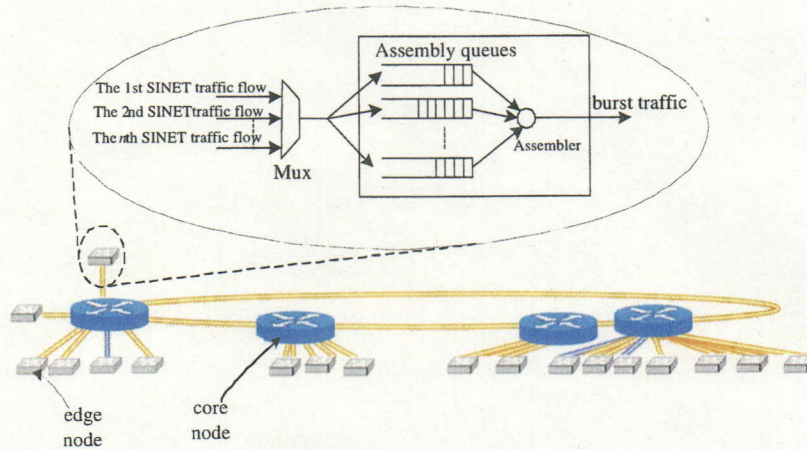 Assembly queues
The 1st SINET traffic flow
The 2nd SINETtraffic flow
The nth SINET traffic flow
Mux
Assembler
burst traffic
edge
node
core
node